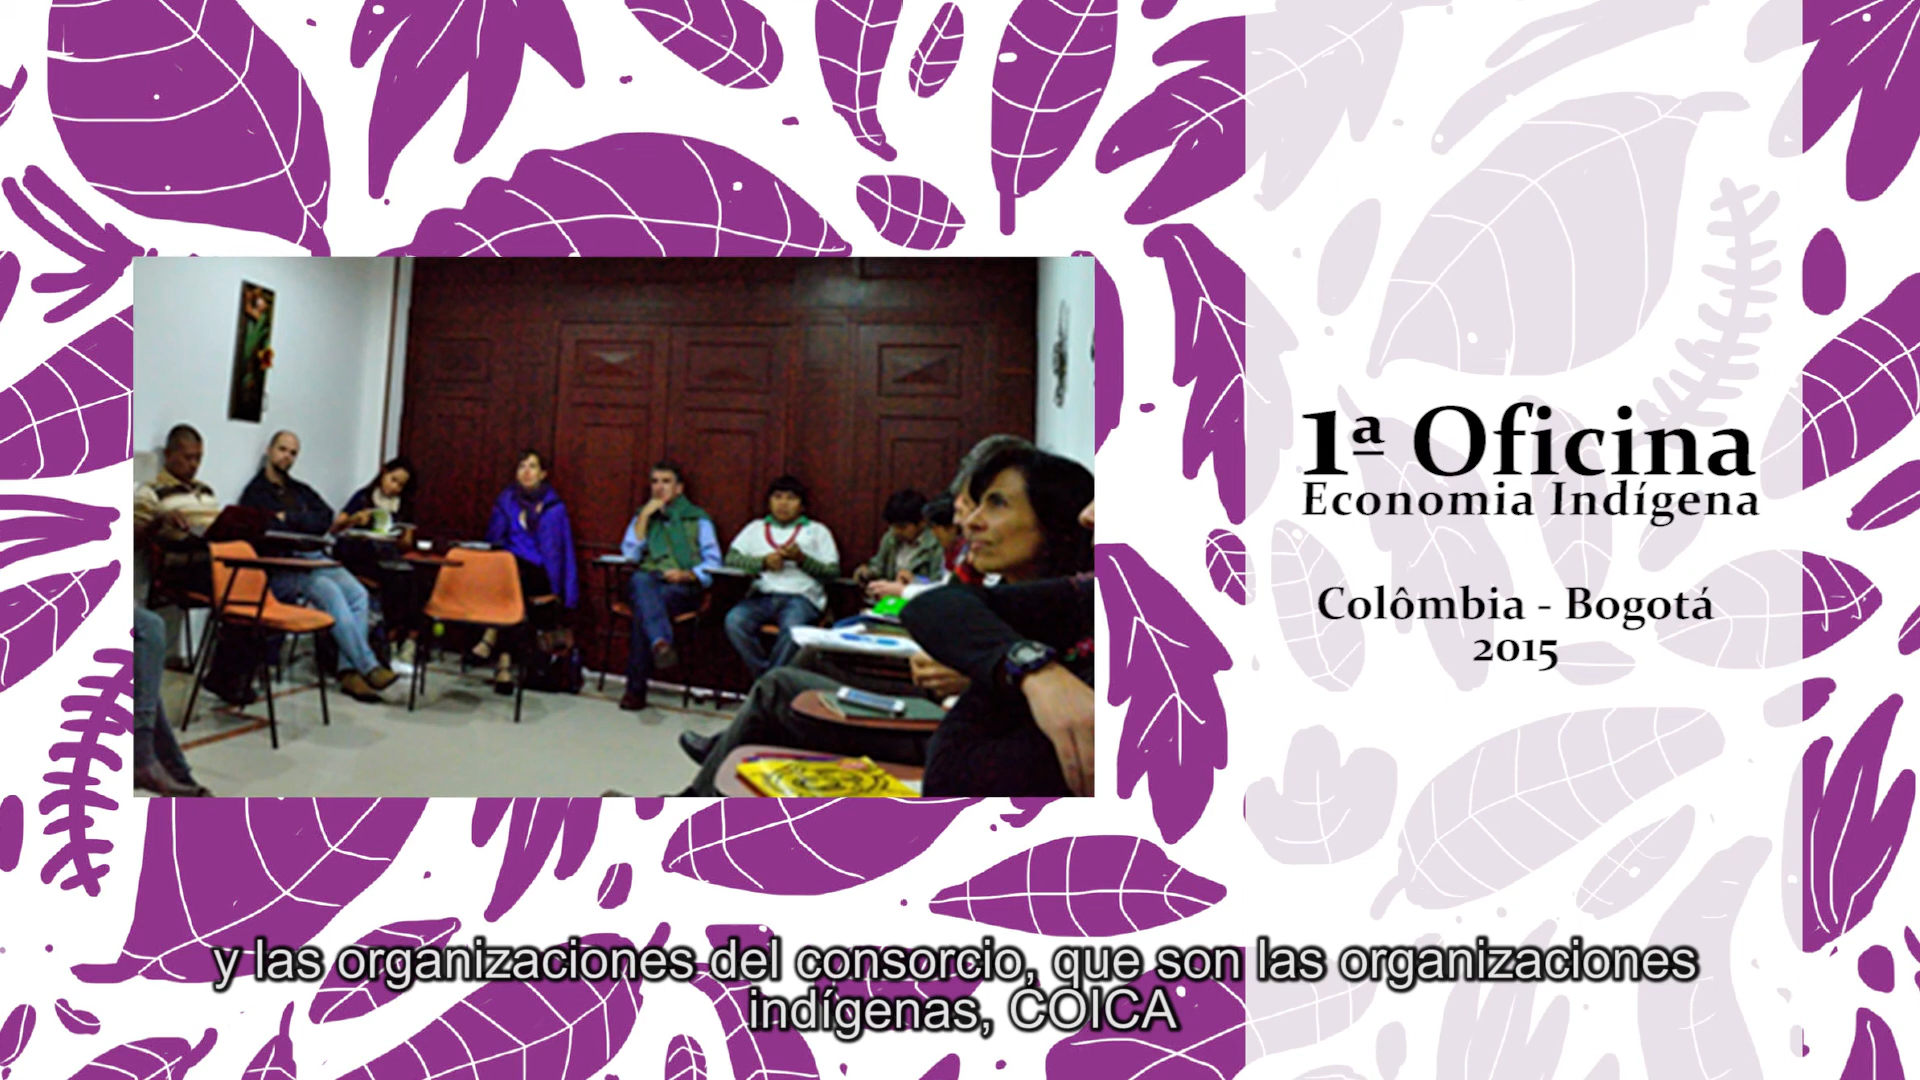 1ª Oficina
Economia Indígena
Colômbia - Bogotá
2015
y las organizaciones del consorcio, que son las organizaciones
indígenas, COICA